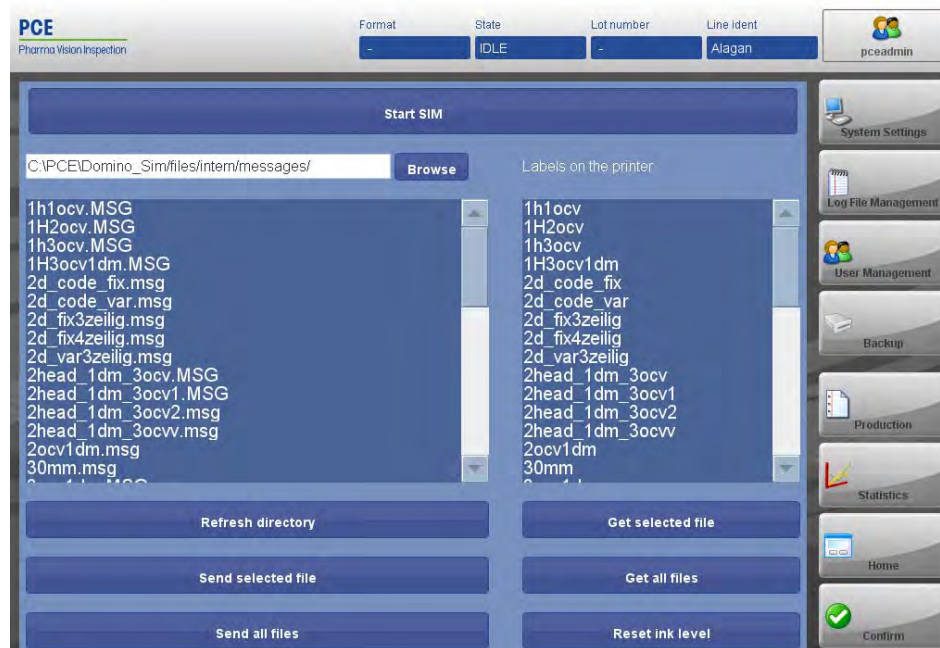 PCE
Pharma Vision Inspection
Format
-
State
IDLE
Lot number
-
Line ident
Alagan
pceadmin
Start SIM
C:\PCE\Domino_Sim/files/intern/messages/
Browse
Labels on the printer
1h1ocv.MSG
1H2ocv.MSG
1h3ocv.MSG
1H3ocv1dm.MSG
2d_code_fix.msg
2d_code_var.msg
2d_fix3zeilig.msg
2d_fix4zeilig.msg
2d_var3zeilig.msg
2head_1dm_3ocv.MSG
2head_1dm_3ocv1.MSG
2head_1dm_3ocv2.msg
2head_1dm_3ocvv.msg
2ocv1dm.msg
30mm.msg
1h1ocv
1H2ocv
1h3ocv
1H3ocv1dm
2d_code_fix
2d_code_var
2d_fix3zeilig
2d_fix4zeilig
2d_var3zeilig
2head_1dm_3ocv
2head_1dm_3ocv1
2head_1dm_3ocv2
2head_1dm_3ocvv
2ocv1dm
30mm
Refresh directory
Get selected file
Send selected file
Get all files
Send all files
Reset ink level
System Settings
Log File Management
User Management
Backup
Production
Statistics
Home
Confirm